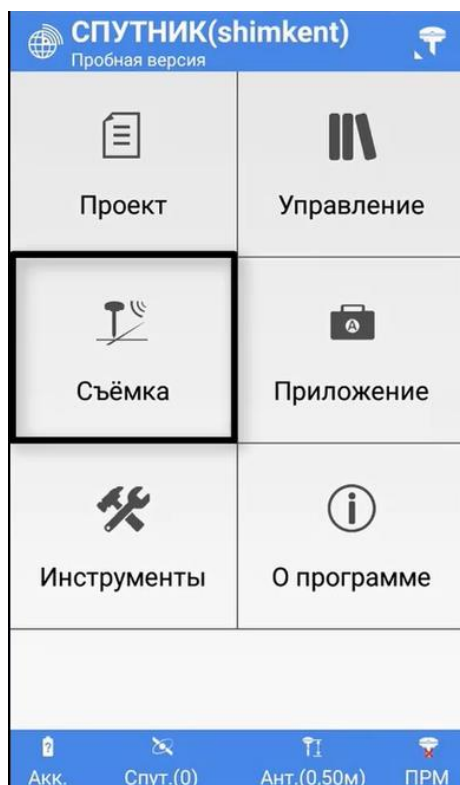 СПУТНИК(shimkent)
Пробная версия
Проект
Управление
Съёмка
A
Приложение
Инструменты
О программе
?
Акк.
Спут.(0)
Ант.(0.50м)
ПРМ